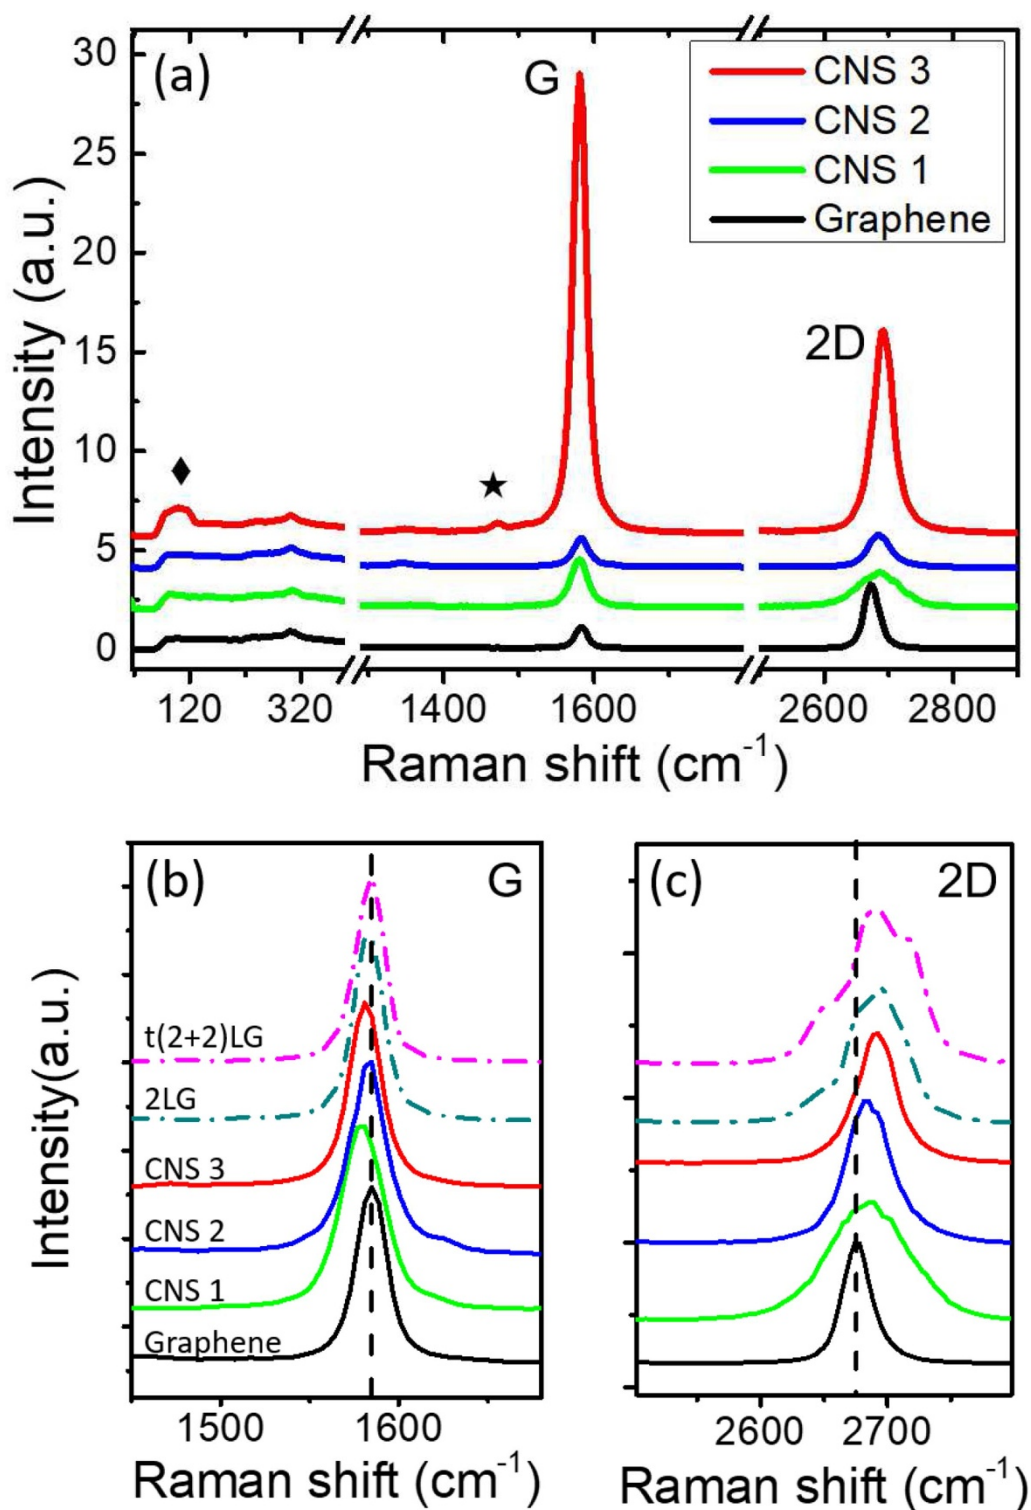 (a)
G
2D
CNS 3
CNS 2
CNS 1
Graphene
Intensity (a.u.)
30
25
20
15
10
5
0
120 320 1400 1600 2600 2800
Raman shift (cm⁻¹)
(b) G
t(2+2)LG
2LG
CNS 3
CNS 2
CNS 1
Graphene
Intensity(a.u.)
1500 1600
Raman shift (cm⁻¹)
(c) 2D
2600 2700
Raman shift (cm⁻¹)